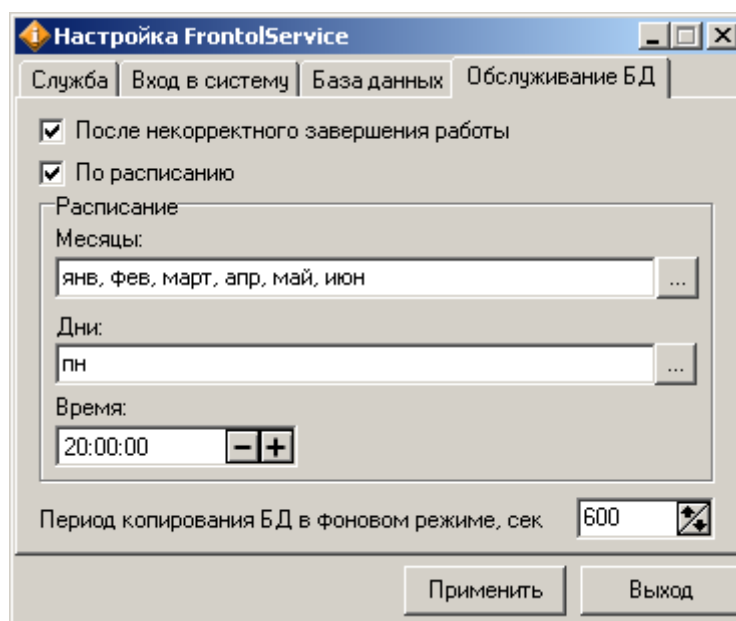 Настройка FrontolService
Служба Вход в систему База данных Обслуживание БД
После некорректного завершения работы
По расписанию
Расписание
Месяцы:
янв, фев, март, апр, май, июн
...
Дни:
пн
...
Время:
20:00:00
Период копирования БД в фоновом режиме, сек 600
Применить Выход